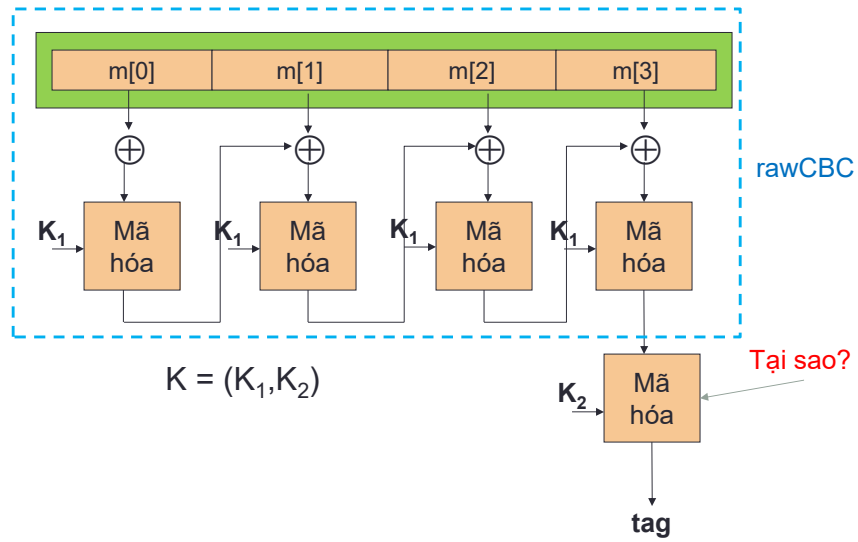 m[0] m[1] m[2] m[3]
rawCBC
K₁ Mã hóa K₁ Mã hóa K₁ Mã hóa K₁ Mã hóa
Tại sao?
K = (K₁,K₂)
K₂ Mã hóa
tag